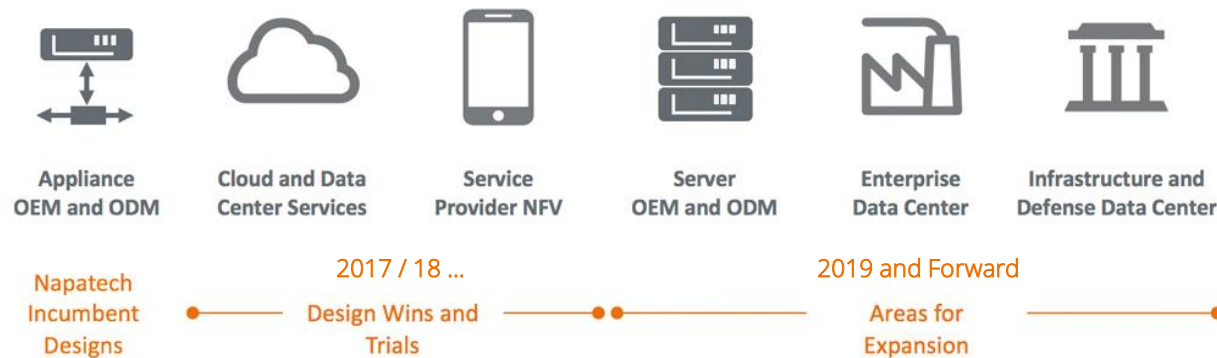 Appliance
OEM and ODM
Cloud and Data
Center Services
Service
Provider NFV
Server
OEM and ODM
Enterprise
Data Center
Infrastructure and
Defense Data Center
Napatech
Incumbent
Designs
2017 / 18 ...
Design Wins and
Trials
2019 and Forward
Areas for
Expansion